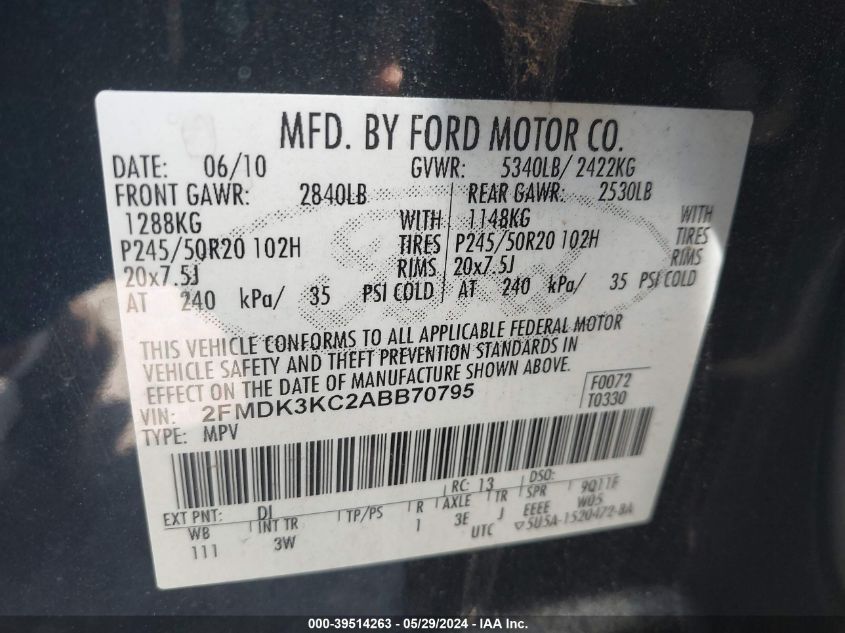 MFD. BY FORD MOTOR CO.
DATE: 06/10 GVWR: 5340LB/ 2422KG
FRONT GAWR: 2840LB REAR GAWR: 2530LB
1288KG WITH 1148KG WITH
P245/50R20 102H TIRES P245/50R20 102H TIRES
20x7.5J RIMS 20x7.5J RIMS
AT 240 kPa/ 35 PSI COLD AT 240 kPa/ 35 PSI COLD
THIS VEHICLE CONFORMS TO ALL APPLICABLE FEDERAL MOTOR
VEHICLE SAFETY AND THEFT PREVENTION STANDARDS IN
EFFECT ON THE DATE OF MANUFACTURE SHOWN ABOVE.
F0072
VIN: 2FMDK3KC2ABB70795
T0330
TYPE: MPV
EXT PNT: DI RC: 13 DSO: 9Q11F
WB INT TR TP/PS R AXLE TR SPR W05
111 3W 1 3E J EEEE
UTC ▽5U5A-1520472-BA
000-39514263 - 05/29/2024 - IAA Inc.